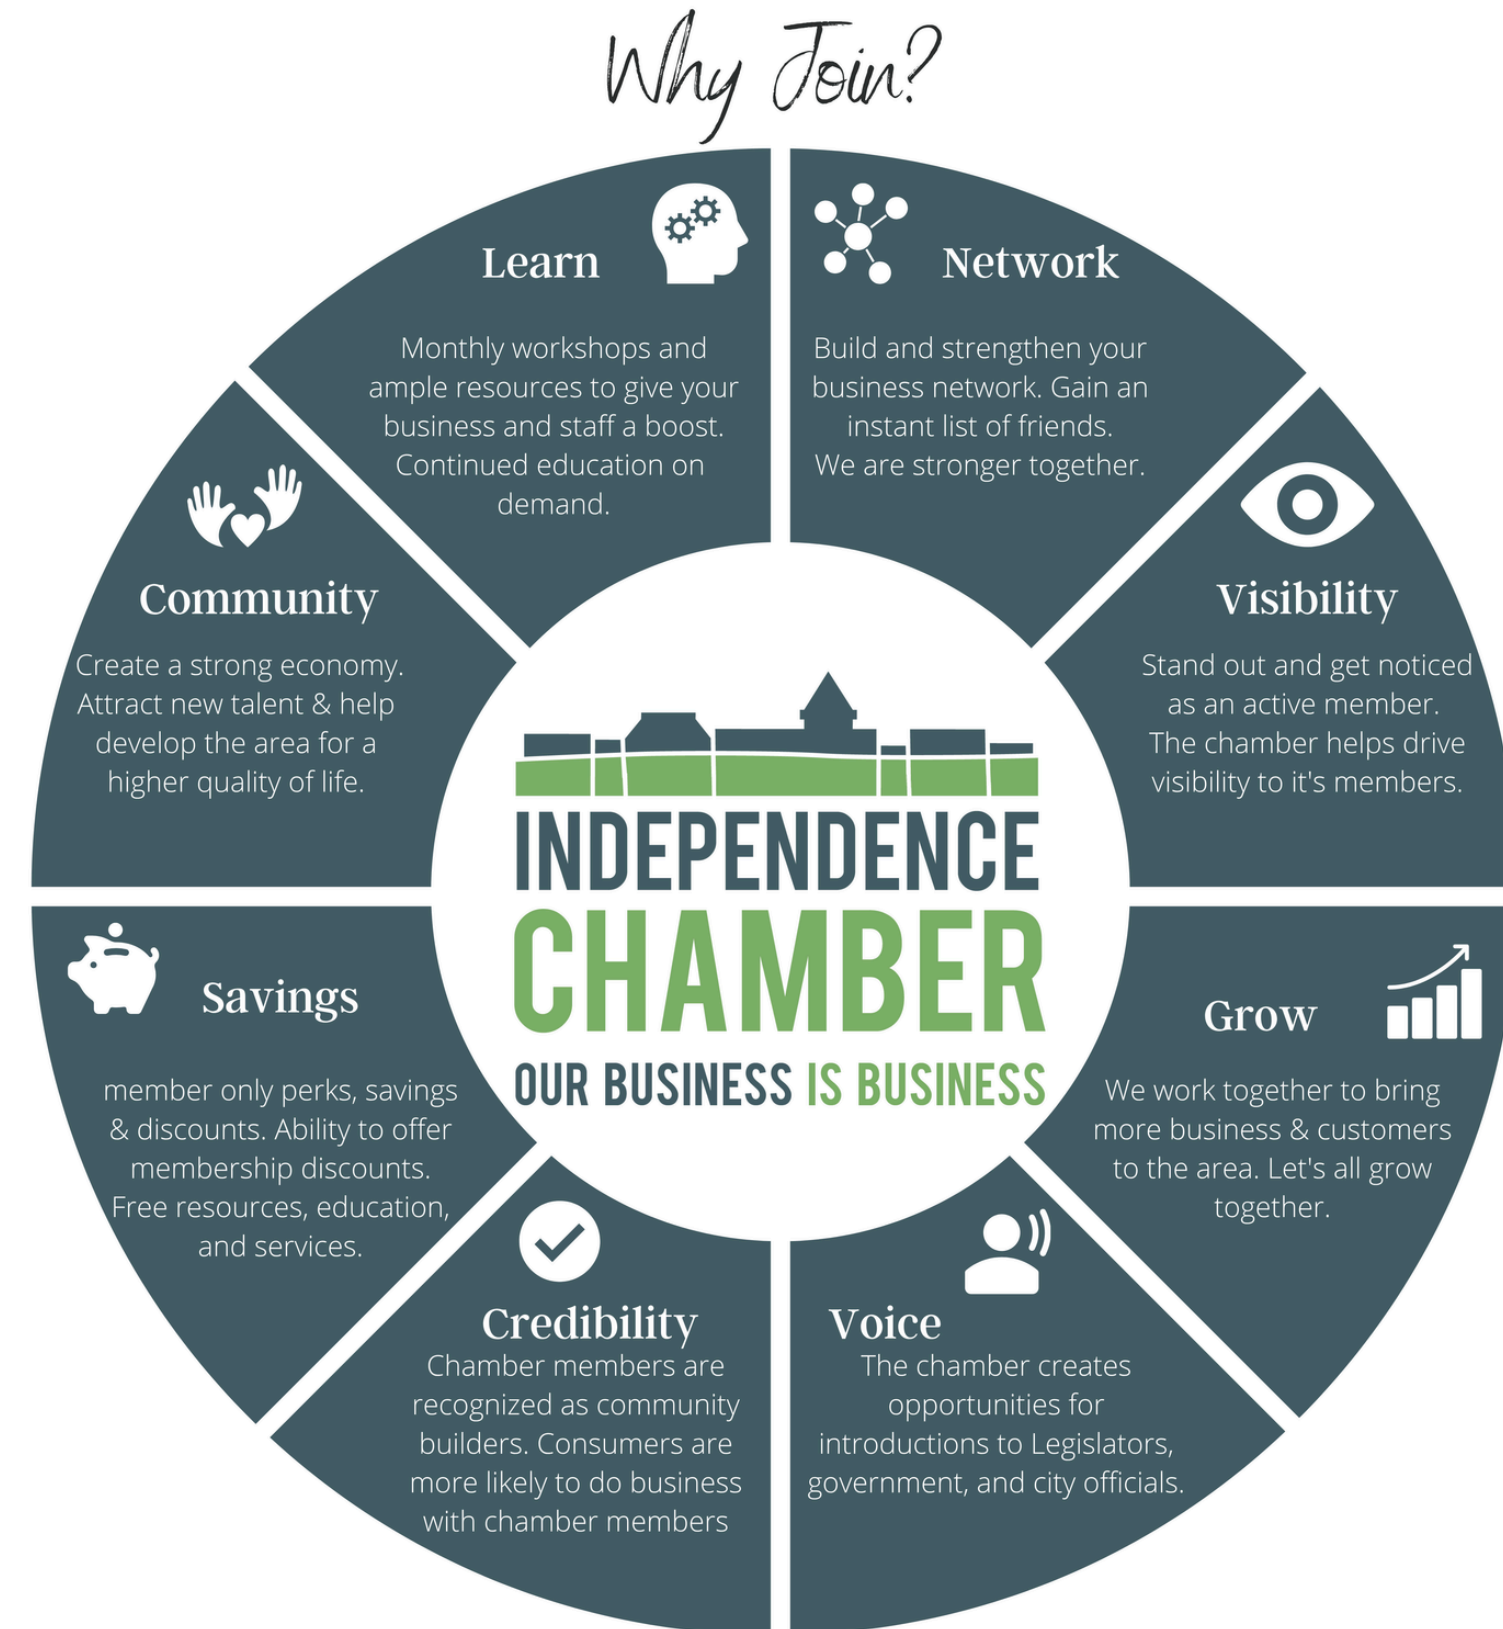 Why Join?
Learn
Monthly workshops and
ample resources to give your
business and staff a boost.
Continued education on
demand.
Network
Build and strengthen your
business network. Gain an
instant list of friends.
We are stronger together.
Community
Create a strong economy.
Attract new talent & help
develop the area for a
higher quality of life.
Visibility
Stand out and get noticed
as an active member.
The chamber helps drive
visibility to it's members.
INDEPENDENCE
CHAMBER
OUR BUSINESS IS BUSINESS
Savings
member only perks, savings
& discounts. Ability to offer
membership discounts.
Free resources, education,
and services.
Grow
We work together to bring
more business & customers
to the area. Let's all grow
together.
Credibility
Chamber members are
recognized as community
builders. Consumers are
more likely to do business
with chamber members
Voice
The chamber creates
opportunities for
introductions to Legislators,
government, and city officials.